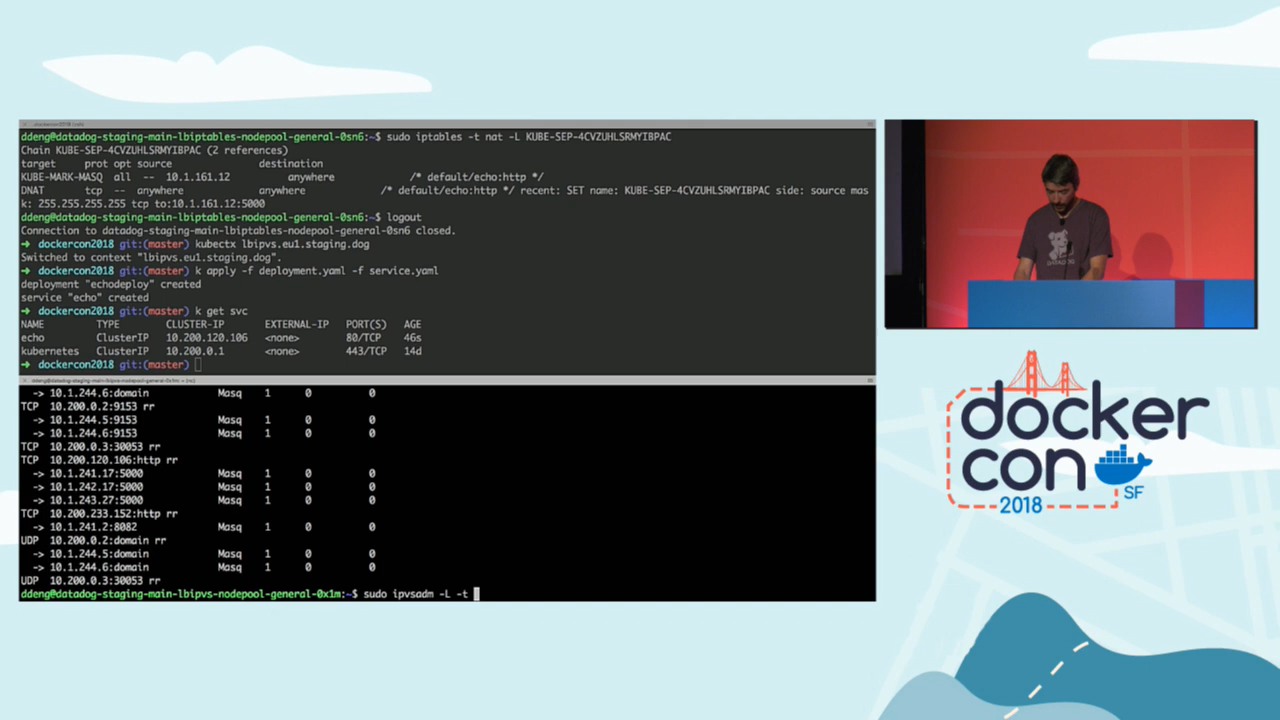 ddeng@datadog-staging-main-lbiptables-nodepool-general-0sn6:~$ sudo iptables -t nat -L KUBE-SEP-4CVZUHLSRMYIBPAC
Chain KUBE-SEP-4CVZUHLSRMYIBPAC (2 references)
target prot opt source destination
KUBE-MARK-MASQ all -- 10.1.161.12 anywhere /* default/echo:http */
DNAT tcp -- anywhere anywhere /* default/echo:http */ recent: SET name: KUBE-SEP-4CVZUHLSRMYIBPAC side: source mas
k: 255.255.255.255 tcp to:10.1.161.12:5000
ddeng@datadog-staging-main-lbiptables-nodepool-general-0sn6:~$ logout
Connection to datadog-staging-main-lbiptables-nodepool-general-0sn6 closed.
➜ dockercon2018 git:(master) kubectx lbipvs.eu1.staging.dog
Switched to context "lbipvs.eu1.staging.dog".
➜ dockercon2018 git:(master) k apply -f deployment.yaml -f service.yaml
deployment "echodeploy" created
service "echo" created
➜ dockercon2018 git:(master) k get svc
NAME TYPE CLUSTER-IP EXTERNAL-IP PORT(S) AGE
echo ClusterIP 10.200.120.106 <none> 80/TCP 46s
kubernetes ClusterIP 10.200.0.1 <none> 443/TCP 14d
➜ dockercon2018 git:(master)
-> 10.1.244.6:domain Masq 1 0 0
TCP 10.200.0.2:9153 rr
-> 10.1.244.5:9153 Masq 1 0 0
-> 10.1.244.6:9153 Masq 1 0 0
TCP 10.200.0.3:30053 rr
TCP 10.200.120.106:http rr
-> 10.1.241.17:5000 Masq 1 0 0
-> 10.1.242.17:5000 Masq 1 0 0
-> 10.1.243.27:5000 Masq 1 0 0
TCP 10.200.233.152:http rr
-> 10.1.241.2:8082 Masq 1 0 0
UDP 10.200.0.2:domain rr
-> 10.1.244.5:domain Masq 1 0 0
-> 10.1.244.6:domain Masq 1 0 0
UDP 10.200.0.3:30053 rr
ddeng@datadog-staging-main-lbipvs-nodepool-general-0x1m:~$ sudo ipvsadm -L -t
DATADOG
docker
con
2018
SF